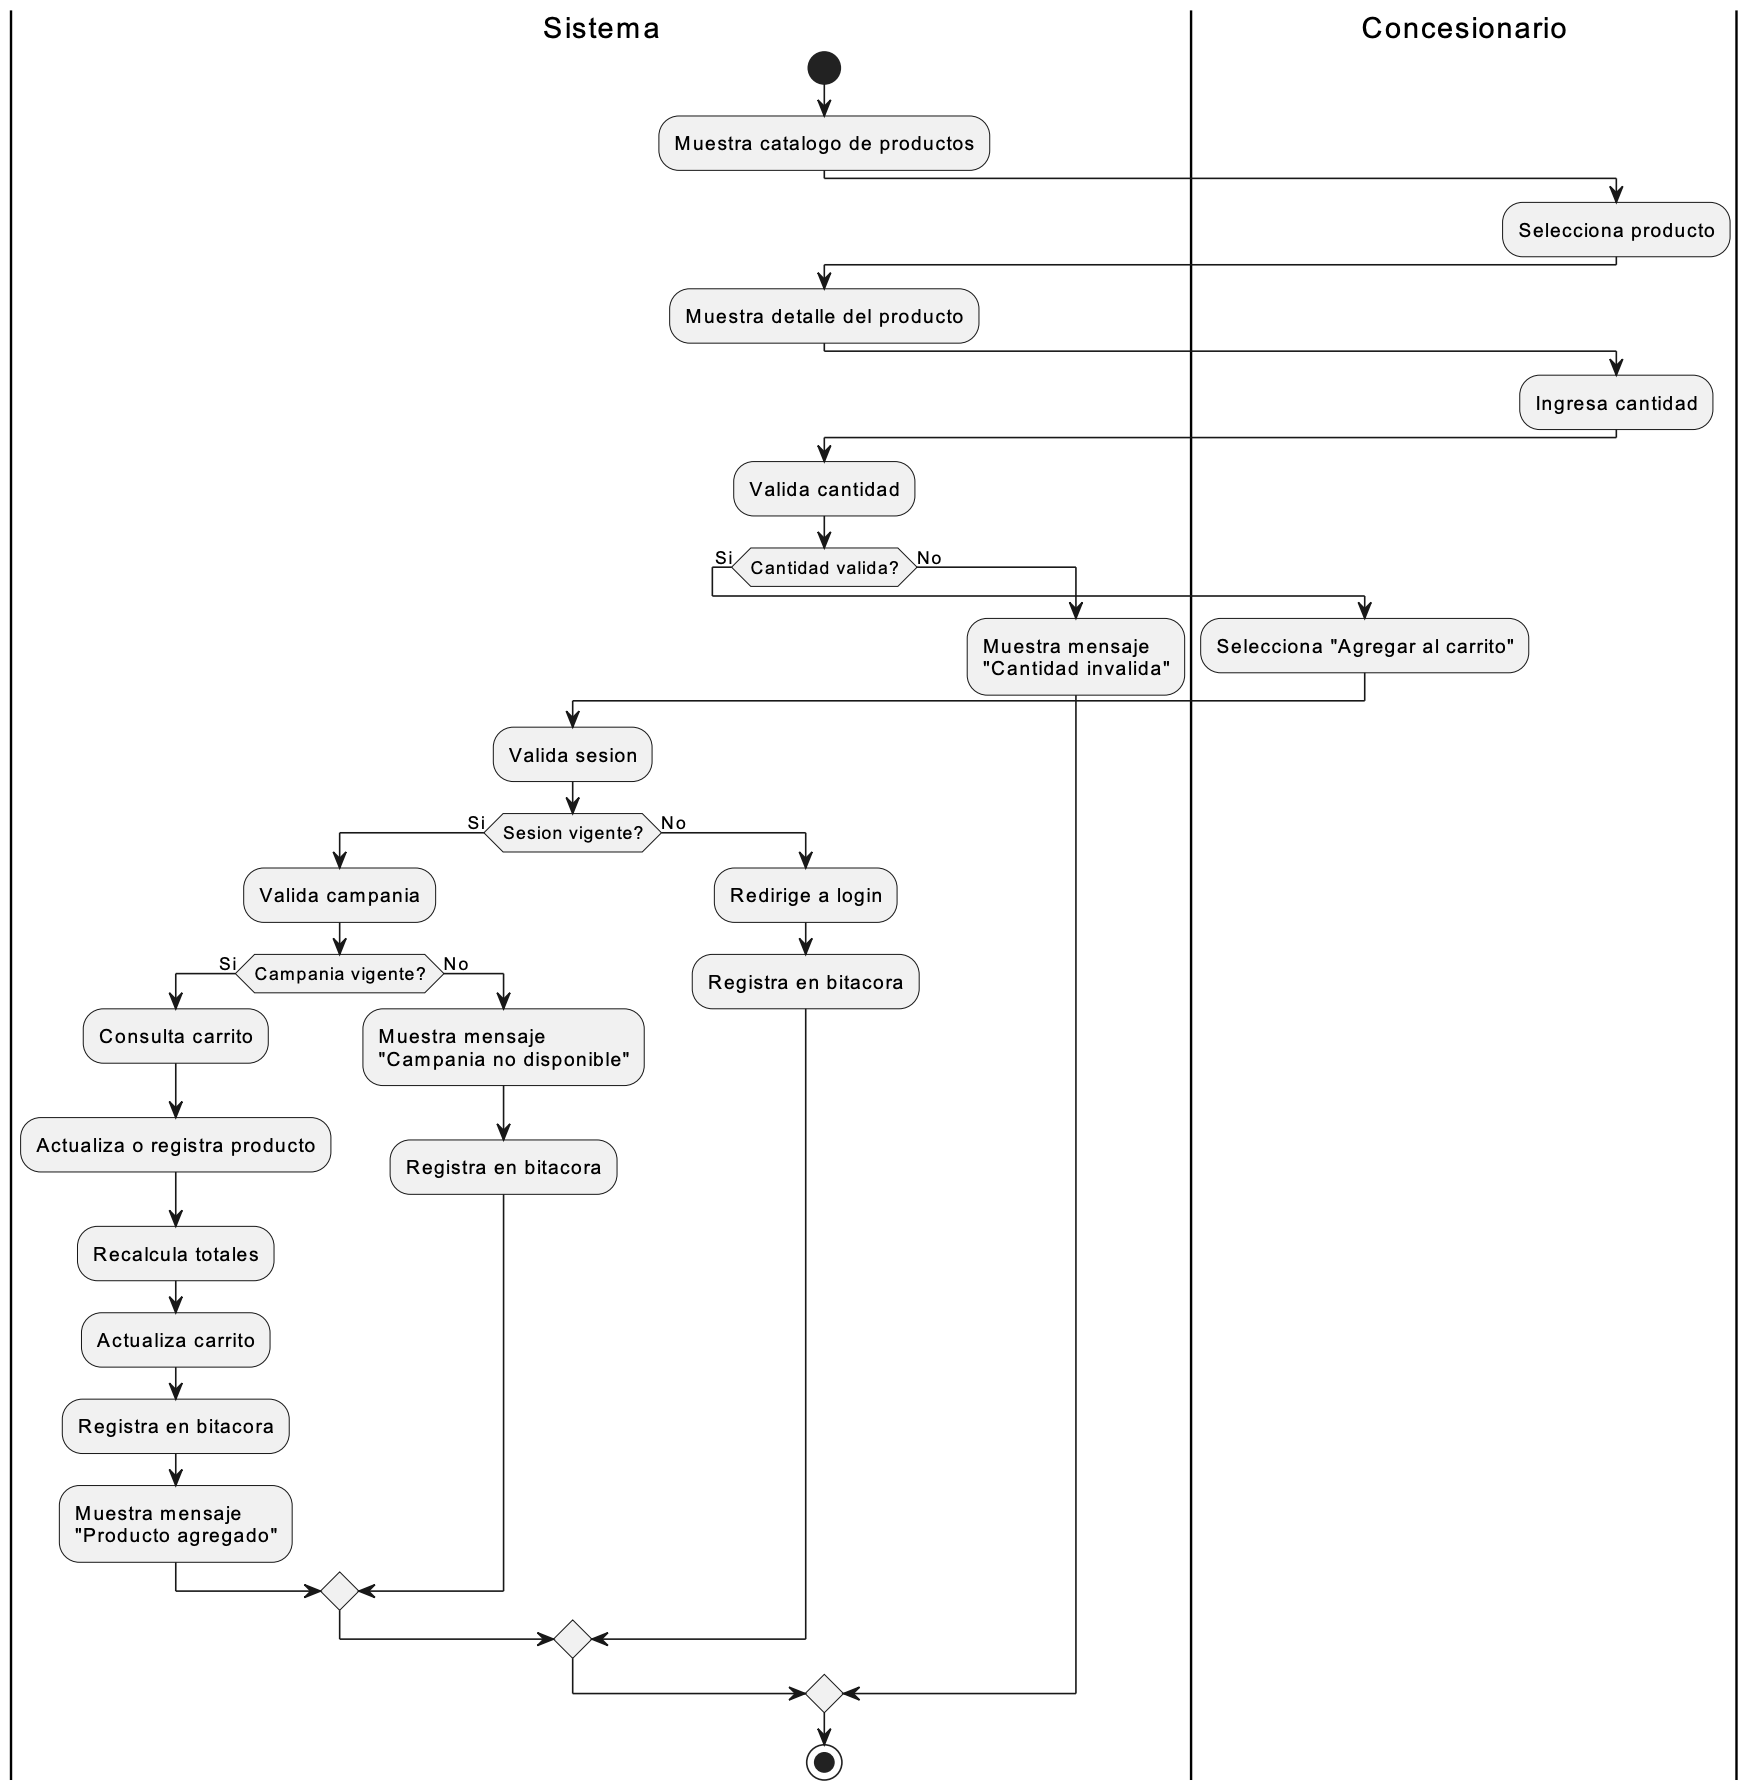 Sistema
Concesionario
Muestra catalogo de productos
Selecciona producto
Muestra detalle del producto
Ingresa cantidad
Valida cantidad
Si
Cantidad valida?
No
Muestra mensaje
"Cantidad invalida"
Selecciona "Agregar al carrito"
Valida sesion
Si
Sesion vigente?
No
Valida campania
Redirige a login
Si
Campania vigente?
No
Registra en bitacora
Consulta carrito
Muestra mensaje
"Campania no disponible"
Actualiza o registra producto
Registra en bitacora
Recalcula totales
Actualiza carrito
Registra en bitacora
Muestra mensaje
"Producto agregado"